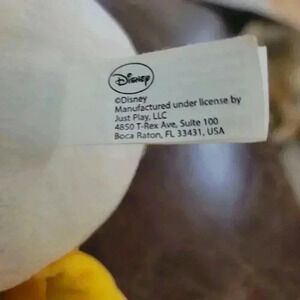 Disney
©Disney
Manufactured under license by
Just Play, LLC
4850 T-Rex Ave, Suite 100
Boca Raton, FL 33431, USA